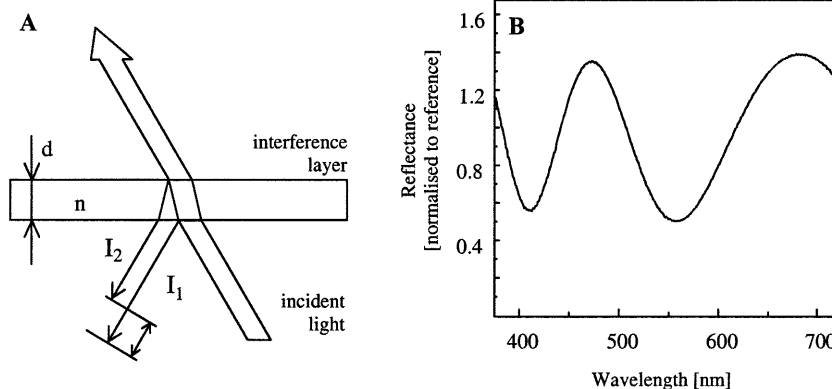 A
d
interference
layer
n
I2
I1
incident
light
B
Reflectance
[normalised to reference]
1.6
1.2
0.8
0.4
0
400
500
600
700
Wavelength [nm]